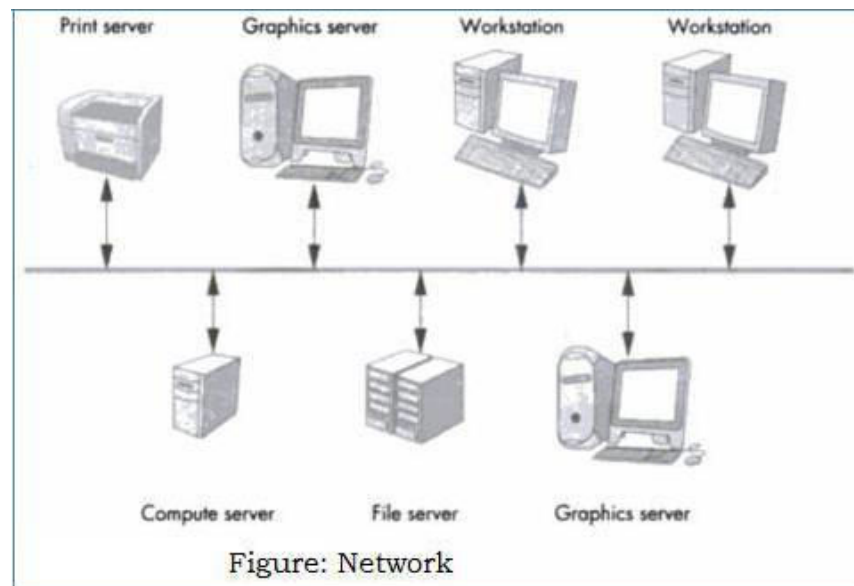 Print server Graphics server Workstation Workstation
Compute server File server Graphics server
Figure: Network